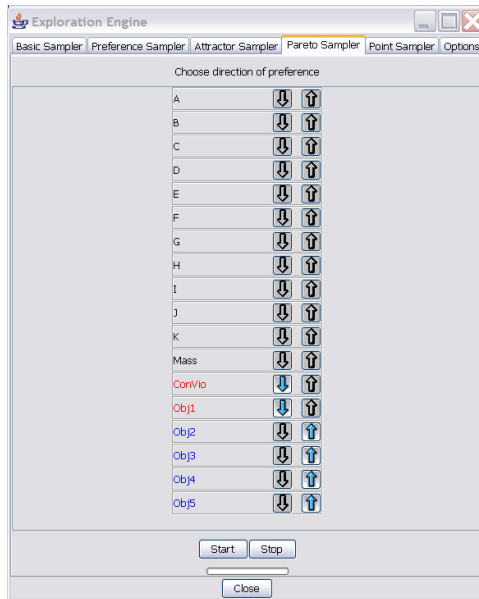 Exploration Engine
Basic Sampler Preference Sampler Attractor Sampler Pareto Sampler Point Sampler Options
Choose direction of preference
A
B
C
D
E
F
G
H
I
J
K
Mass
ConVio
Obj1
Obj2
Obj3
Obj4
Obj5
Start Stop
Close